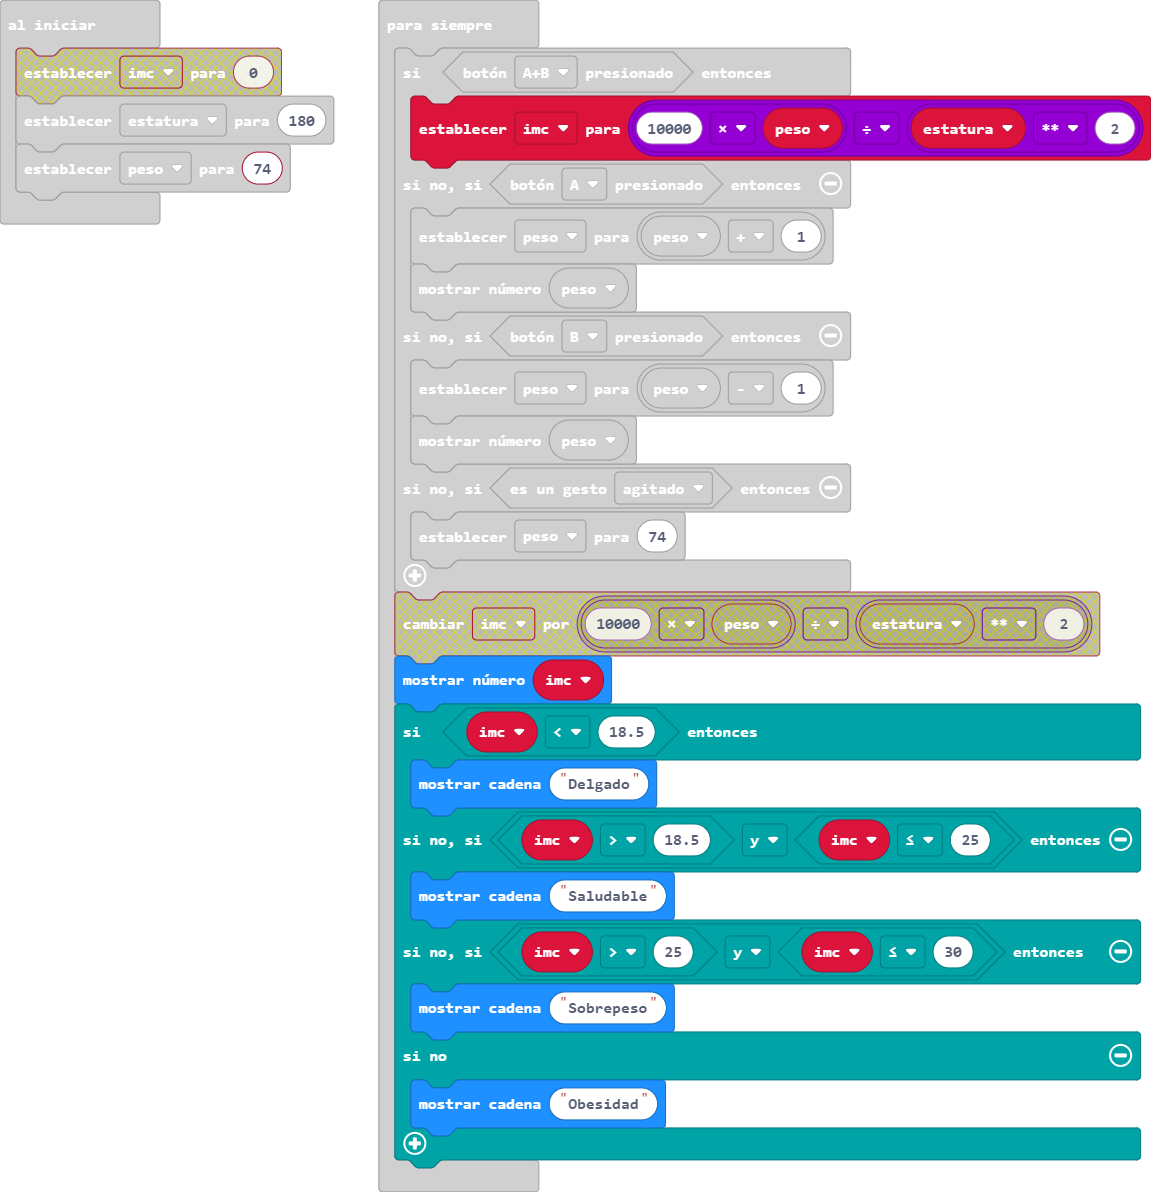 al iniciar
establecer imc para 0
establecer estatura para 180
establecer peso para 74
para siempre
si botón A+B presionado entonces
establecer imc para 10000 × peso ÷ estatura ** 2
si no, si botón A presionado entonces
establecer peso para peso + 1
mostrar número peso
si no, si botón B presionado entonces
establecer peso para peso - 1
mostrar número peso
si no, si es un gesto agitado entonces
establecer peso para 74
cambiar imc por 10000 × peso ÷ estatura ** 2
mostrar número imc
si imc < 18.5 entonces
mostrar cadena "Delgado"
si no, si imc > 18.5 y imc ≤ 25 entonces
mostrar cadena "Saludable"
si no, si imc > 25 y imc ≤ 30 entonces
mostrar cadena "Sobrepeso"
si no
mostrar cadena "Obesidad"